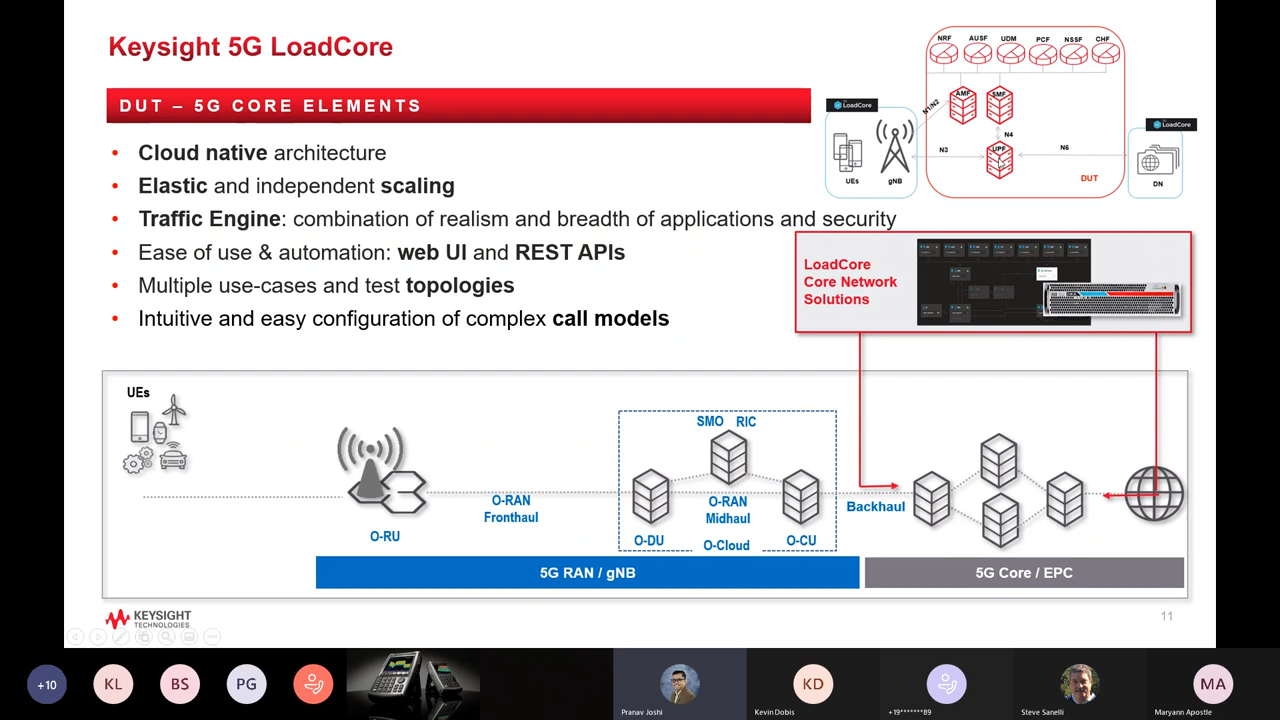 Keysight 5G LoadCore
DUT – 5G CORE ELEMENTS
• Cloud native architecture
• Elastic and independent scaling
• Traffic Engine: combination of realism and breadth of applications and security
• Ease of use & automation: web UI and REST APIs
• Multiple use-cases and test topologies
• Intuitive and easy configuration of complex call models
NRF AUSF UDM PCF NSSF CHF
LoadCore
AMF SMF
N1/N2
N4
LoadCore
N3
UPF
N6
UEs gNB
DUT
DN
LoadCore
Core Network
Solutions
UEs
SMO RIC
O-RAN
Fronthaul
O-RAN
Midhaul
Backhaul
O-RU
O-DU
O-Cloud
O-CU
5G RAN / gNB
5G Core / EPC
KEYSIGHT
TECHNOLOGIES
11
+10
KL
BS
PG
KD
MA
Pranav Joshi
Kevin Dobis
+19*******89
Steve Sanelli
Maryann Apostle